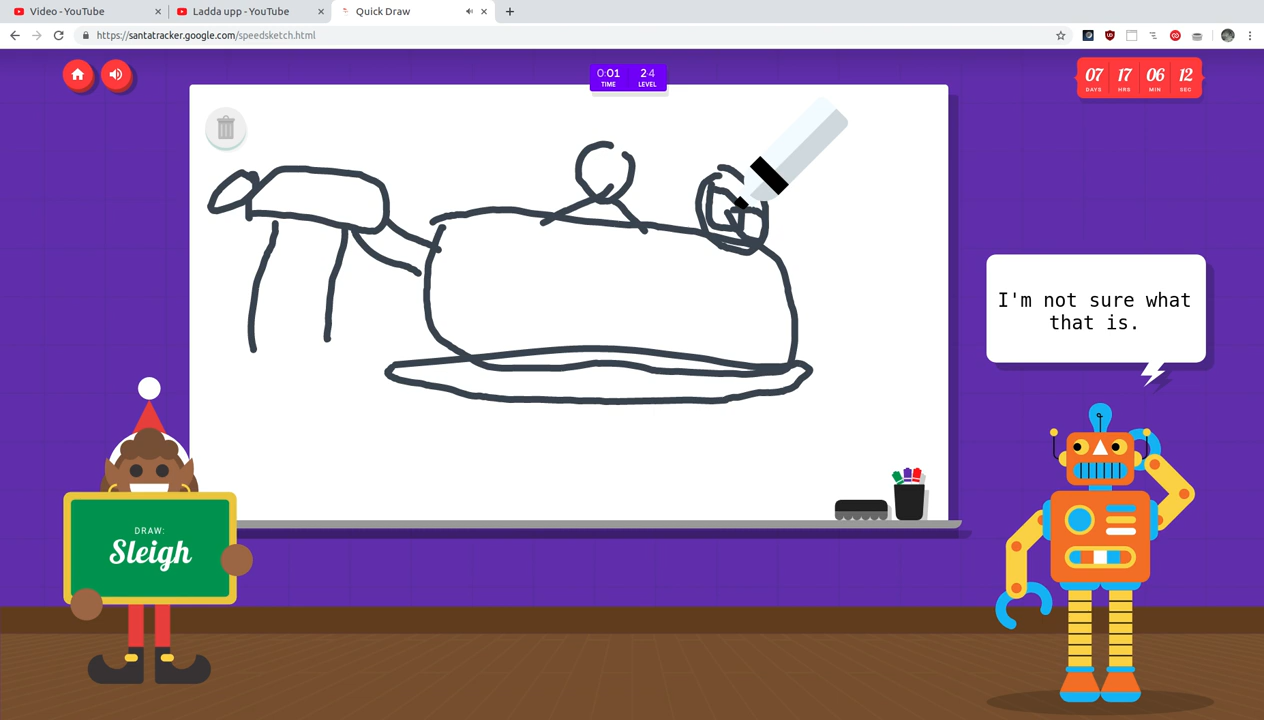 Video - YouTube
Ladda upp - YouTube
Quick Draw
https://santatracker.google.com/speedsketch.html
0:01
TIME
24
LEVEL
07
DAYS
17
HRS
06
MIN
12
SEC
I'm not sure what
that is.
DRAW:
Sleigh